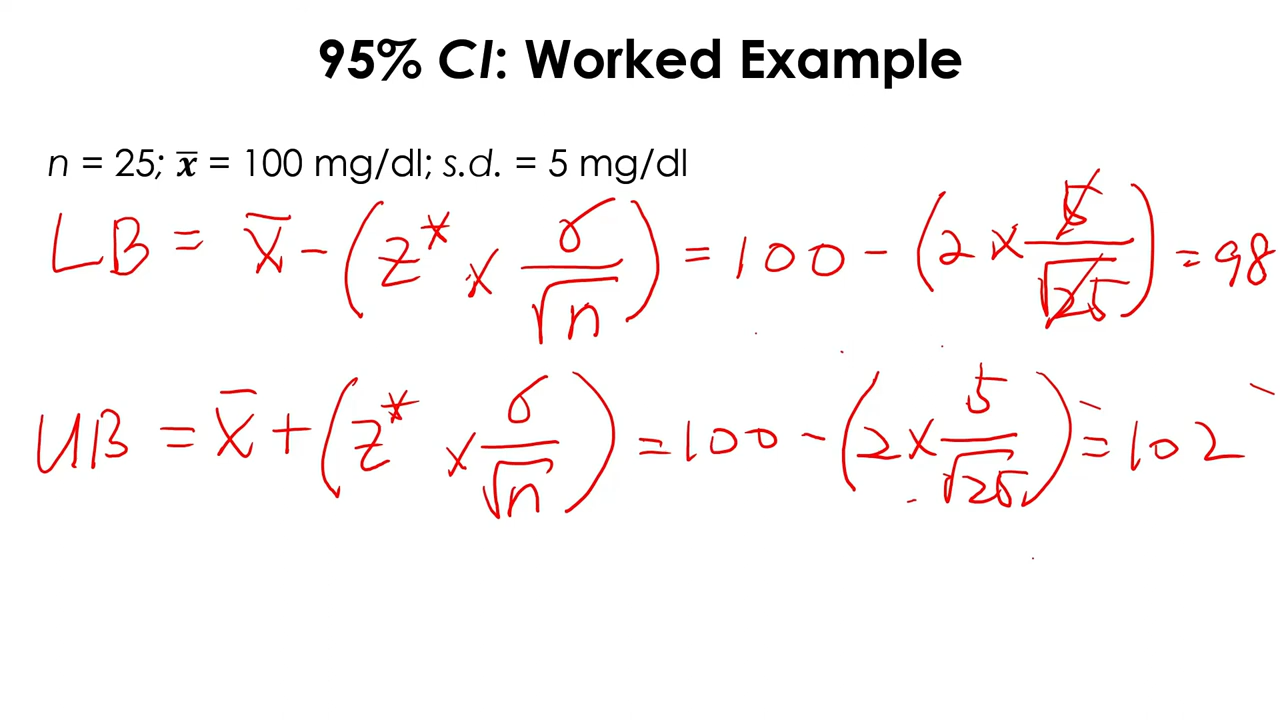 95% CI: Worked Example
n = 25; x̄ = 100 mg/dl; s.d. = 5 mg/dl
LB = x̄ - (z* × σ/√n) = 100 - (2 × 5/√25) = 98
UB = x̄ + (z* × σ/√n) = 100 - (2 × 5/√25) = 102